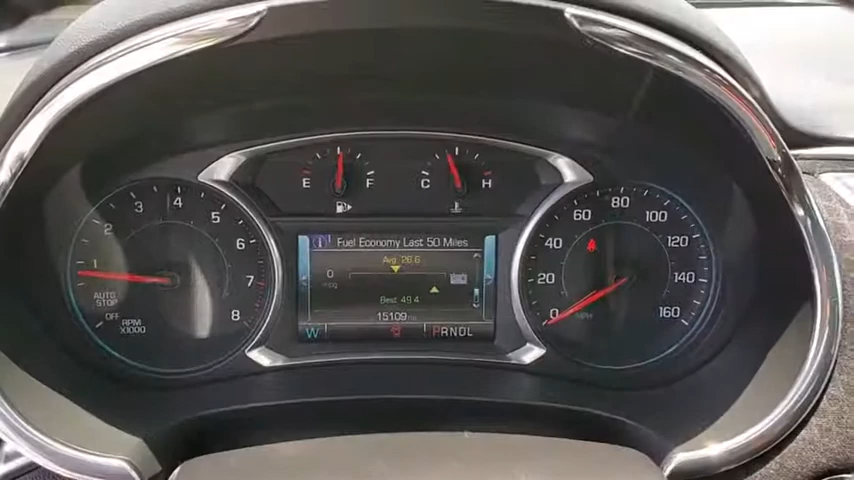 E F
C H
1 2 3 4 5 6 7 8
AUTO
STOP
OFF
RPM
X1000
Fuel Economy Last 50 Miles
Avg. 26.6
0
mpg
Best 49.4
15109 mi
W PRNDL
0 20 40 60 80 100 120 140 160
MPH